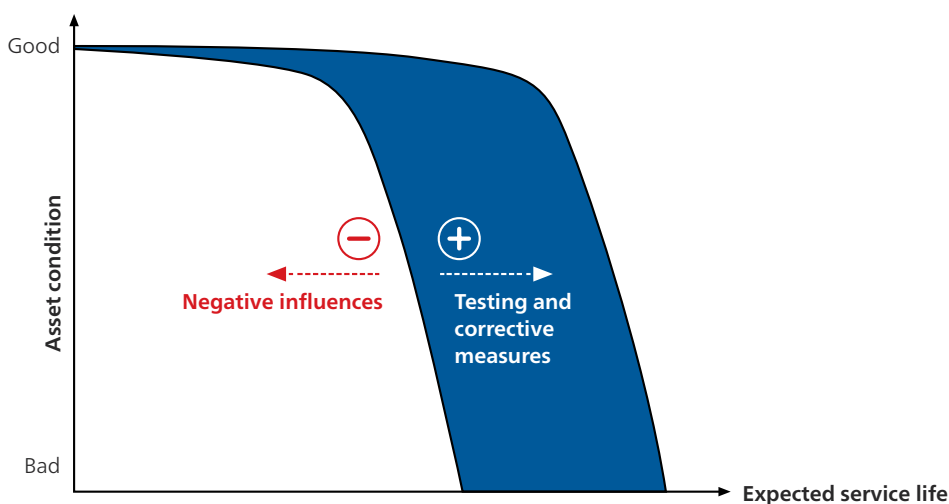 Good
Asset condition
Negative influences
Testing and
corrective
measures
Bad
Expected service life